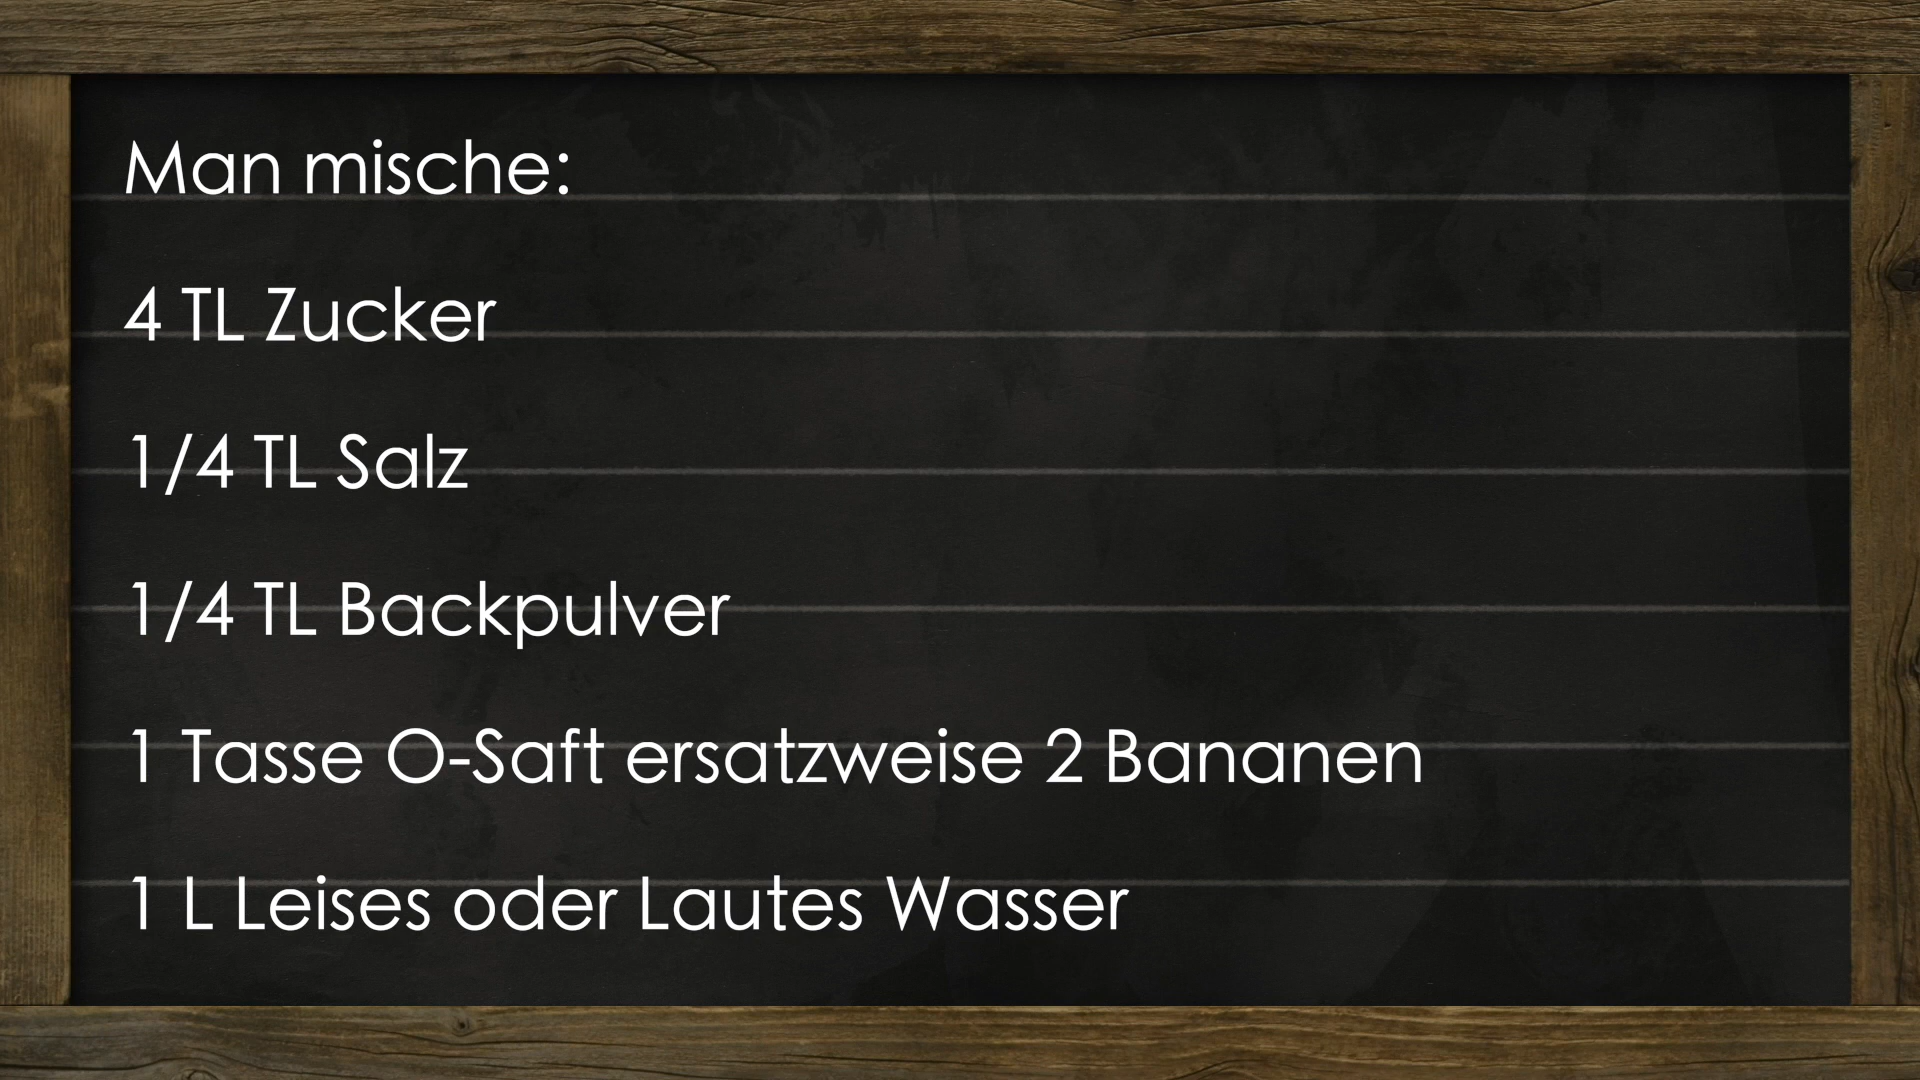 Man mische:
4 TL Zucker
1/4 TL Salz
1/4 TL Backpulver
1 Tasse O-Saft ersatzweise 2 Bananen
1 L Leises oder Lautes Wasser